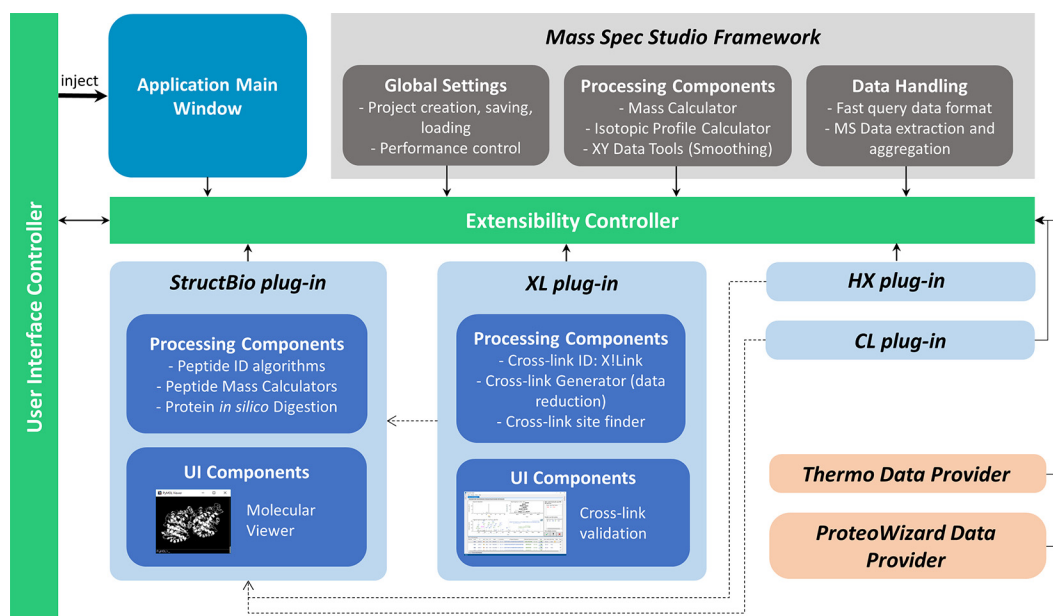 User Interface Controller
inject
Application Main
Window
Mass Spec Studio Framework
Global Settings
- Project creation, saving,
loading
- Performance control
Processing Components
- Mass Calculator
- Isotopic Profile Calculator
- XY Data Tools (Smoothing)
Data Handling
- Fast query data format
- MS Data extraction and
aggregation
Extensibility Controller
StructBio plug-in
Processing Components
- Peptide ID algorithms
- Peptide Mass Calculators
- Protein in silico Digestion
UI Components
Molecular
Viewer
XL plug-in
Processing Components
- Cross-link ID: X!Link
- Cross-link Generator (data
reduction)
- Cross-link site finder
UI Components
Cross-link
validation
HX plug-in
CL plug-in
Thermo Data Provider
ProteoWizard Data
Provider